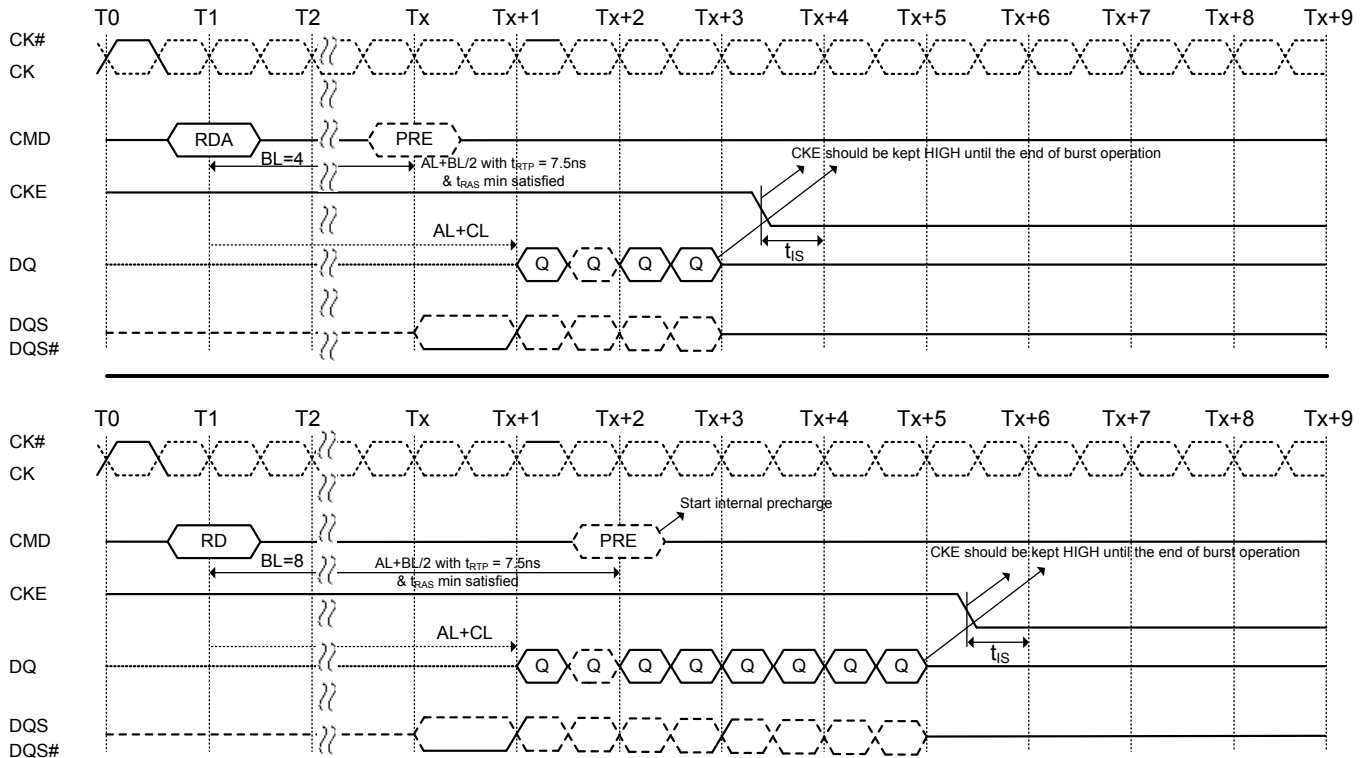 T0 T1 T2 Tx Tx+1 Tx+2 Tx+3 Tx+4 Tx+5 Tx+6 Tx+7 Tx+8 Tx+9
CK#
CK
CMD RDA PRE
BL=4 AL+BL/2 with tRTP = 7.5ns
& tRAS min satisfied
CKE should be kept HIGH until the end of burst operation
CKE
AL+CL
tIS
DQ Q Q Q Q
DQS
DQS#
T0 T1 T2 Tx Tx+1 Tx+2 Tx+3 Tx+4 Tx+5 Tx+6 Tx+7 Tx+8 Tx+9
CK#
CK
Start internal precharge
CMD RD PRE
BL=8 AL+BL/2 with tRTP = 7.5ns
& tRAS min satisfied
CKE should be kept HIGH until the end of burst operation
CKE
AL+CL
tIS
DQ Q Q Q Q Q Q Q Q
DQS
DQS#